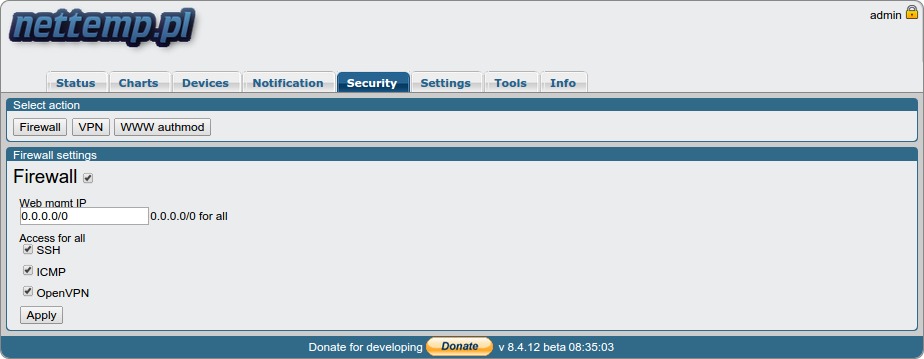 nettemp.pl
admin
Status Charts Devices Notification Security Settings Tools Info
Select action
Firewall VPN WWW authmod
Firewall settings
Firewall
Web mgmt IP
0.0.0.0/0 0.0.0.0/0 for all
Access for all
SSH
ICMP
OpenVPN
Apply
Donate for developing Donate v 8.4.12 beta 08:35:03